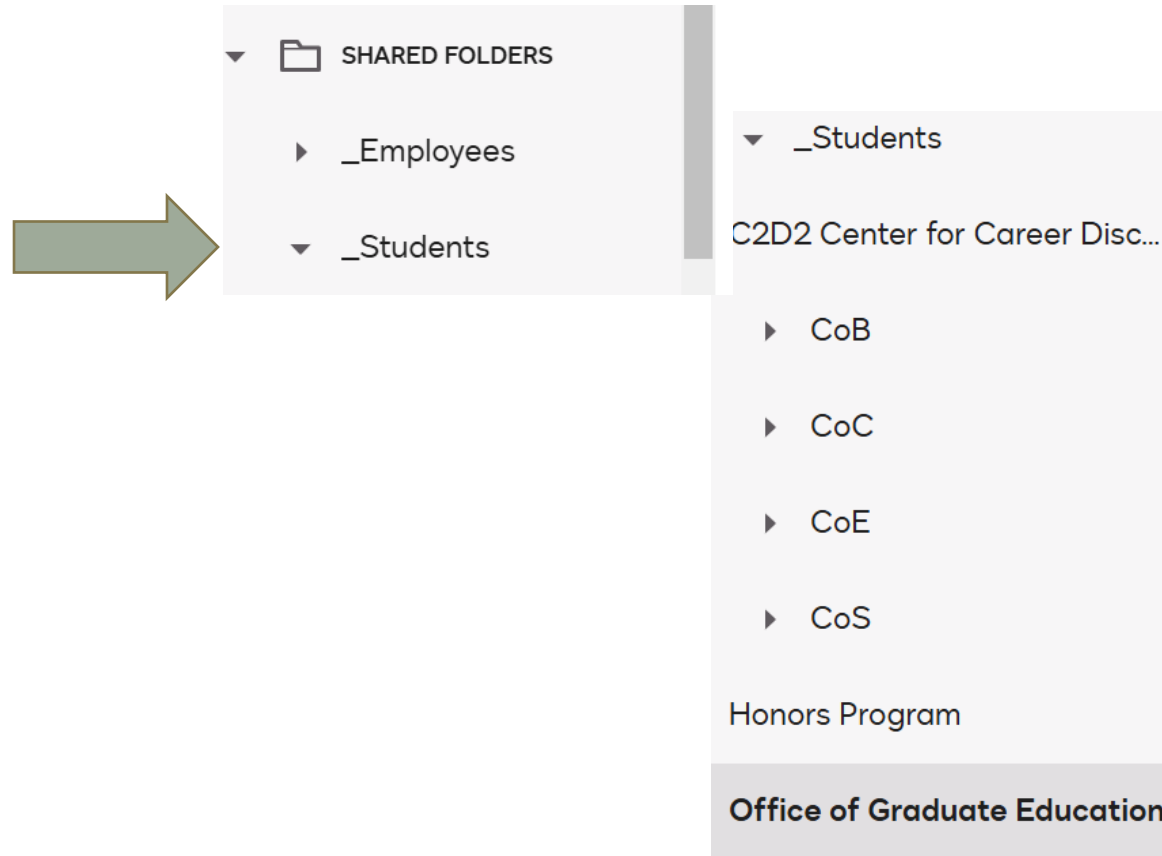 SHARED FOLDERS
_Employees
_Students
_Students
C2D2 Center for Career Disc...
CoB
CoC
CoE
CoS
Honors Program
Office of Graduate Education